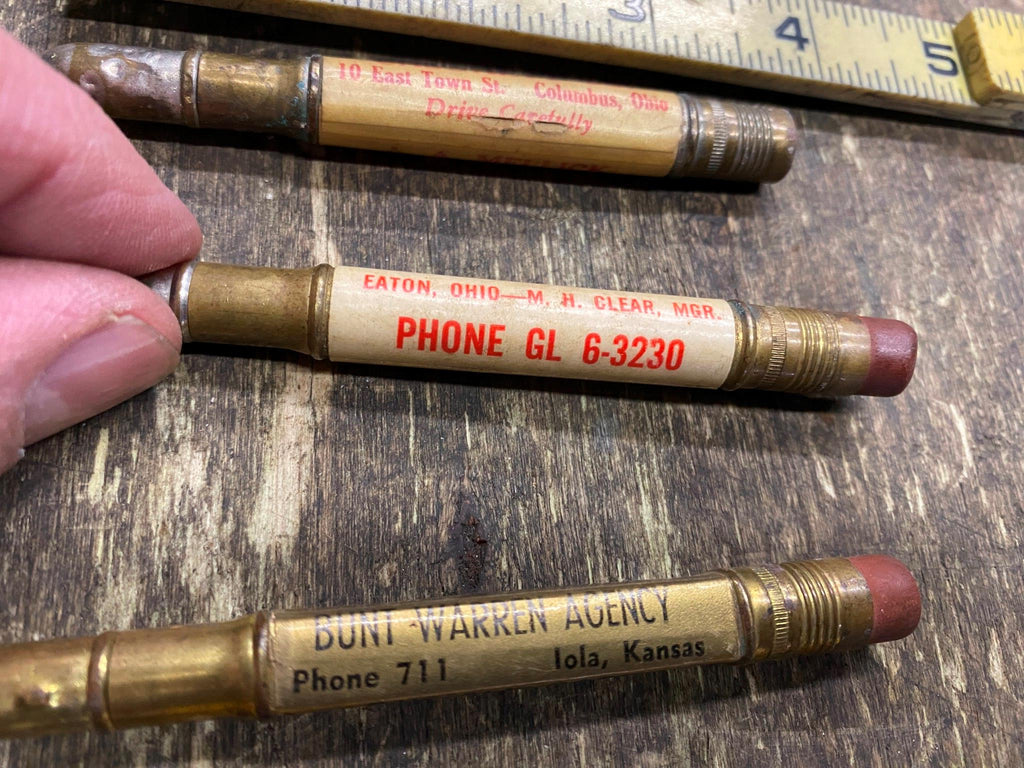 3 4 5
10 East Town St. Columbus, Ohio
Drive Carefully
EATON, OHIO—M. H. CLEAR, MGR.
PHONE GL 6-3230
BUNT WARREN AGENCY
Phone 711 Iola, Kansas